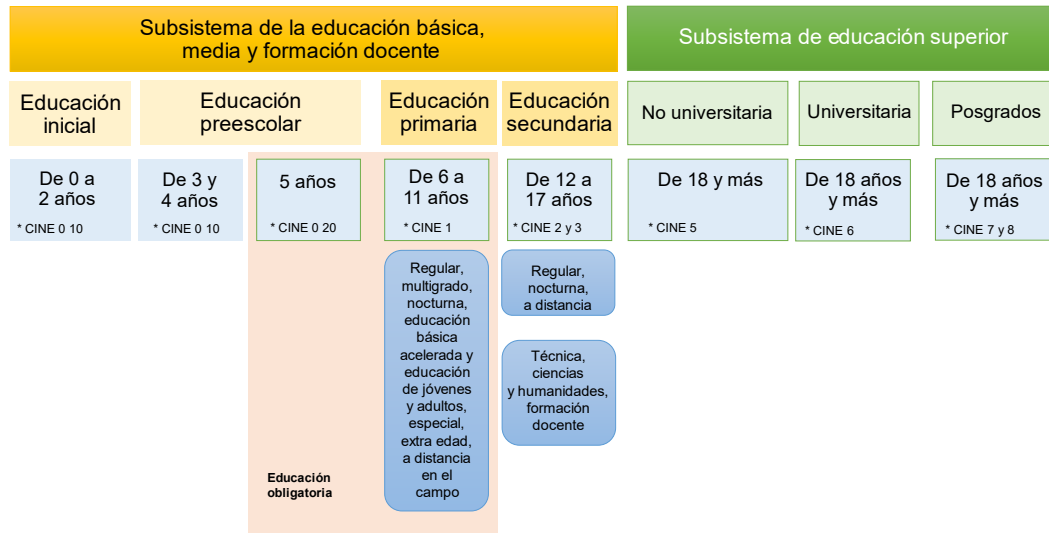 Subsistema de la educación básica,
media y formación docente
Subsistema de educación superior
Educación
inicial
Educación
preescolar
Educación
primaria
Educación
secundaria
No universitaria
Universitaria
Posgrados
De 0 a
2 años
* CINE 0 10
De 3 y
4 años
* CINE 0 10
5 años
* CINE 0 20
De 6 a
11 años
* CINE 1
De 12 a
17 años
* CINE 2 y 3
De 18 y más
* CINE 5
De 18 años
y más
* CINE 6
De 18 años
y más
* CINE 7 y 8
Regular,
multigrado,
nocturna,
educación
básica
acelerada y
educación
de jóvenes
y adultos,
especial,
extra edad,
a distancia
en el
campo
Regular,
nocturna,
a distancia
Técnica,
ciencias
y humanidades,
formación
docente
Educación
obligatoria